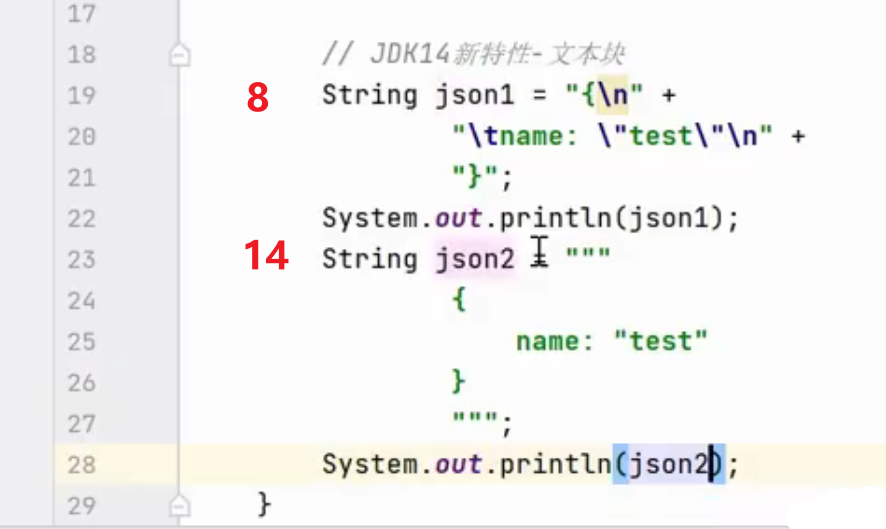 17
18 // JDK14新特性-文本块
8
19 String json1 = "{\n" +
20 "\tname: \"test\"\n" +
21 "}";
22 System.out.println(json1);
14
23 String json2 = """
24 {
25 name: "test"
26 }
27 """;
28 System.out.println(json2);
29 }